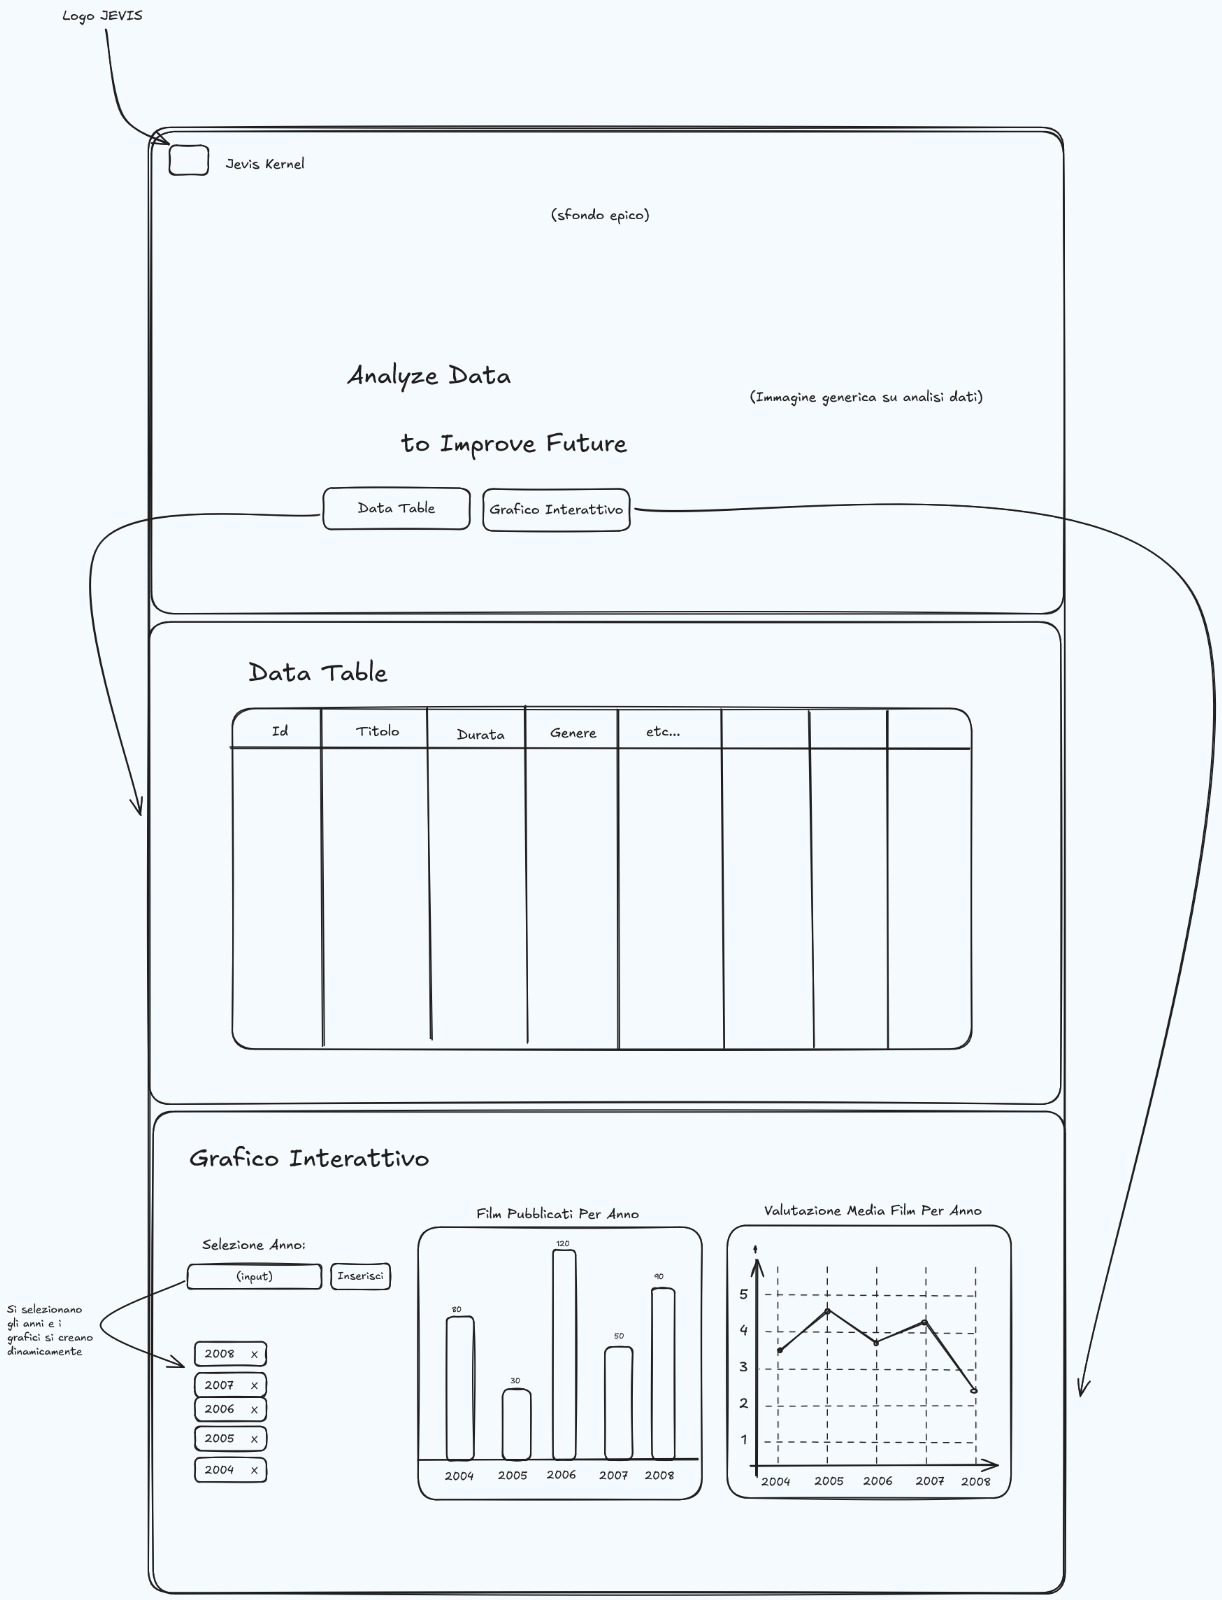 Logo JEVIS
Jevis Kernel
(sfondo epico)
Analyze Data
(Immagine generica su analisi dati)
to Improve Future
Data Table
Grafico Interattivo
Data Table
Id
Titolo
Durata
Genere
etc...
Grafico Interattivo
Selezione Anno:
(input)
Inserisci
Si selezionano
gli anni e i
grafici si creano
dinamicamente
2008 x
2007 x
2006 x
2005 x
2004 x
Film Pubblicati Per Anno
80
30
120
50
90
2004
2005
2006
2007
2008
Valutazione Media Film Per Anno
5
4
3
2
1
2004
2005
2006
2007
2008